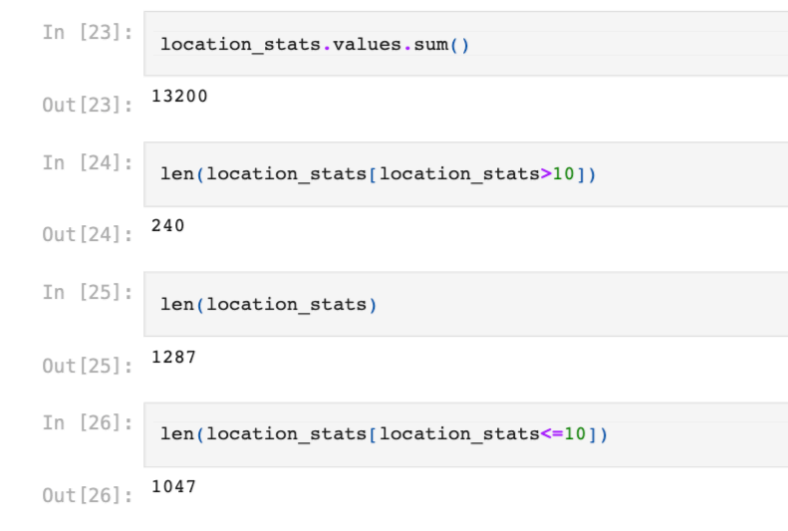 In [23]:
location_stats.values.sum()
Out[23]: 13200
In [24]:
len(location_stats[location_stats>10])
Out[24]: 240
In [25]:
len(location_stats)
Out[25]: 1287
In [26]:
len(location_stats[location_stats<=10])
Out[26]: 1047